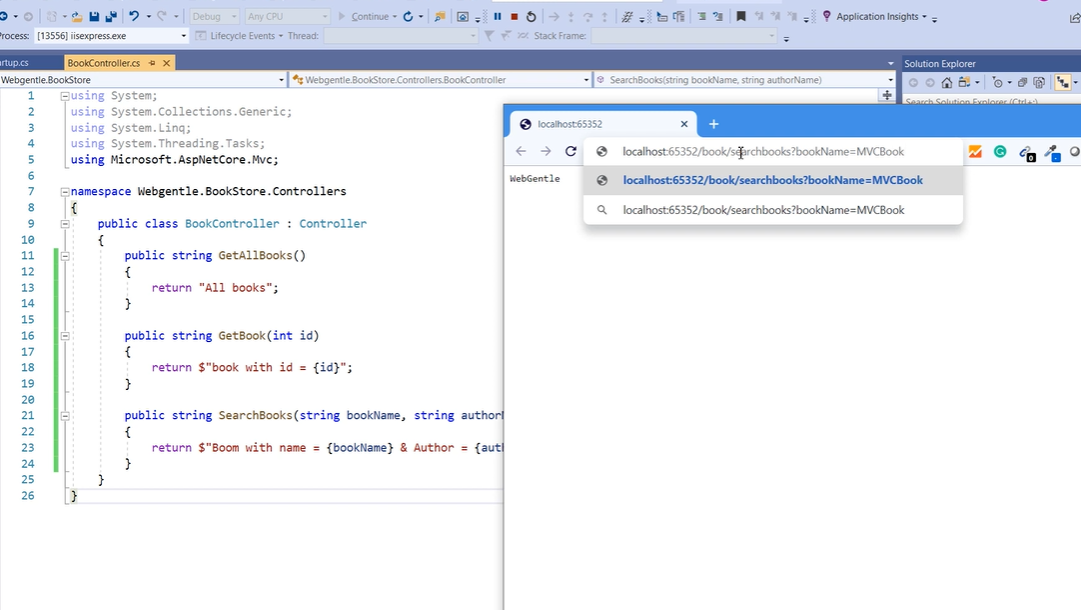 Debug
Any CPU
Continue
Application Insights
Process: [13556] iisexpress.exe
Lifecycle Events
Thread:
Stack Frame:
rtup.cs
BookController.cs
Solution Explorer
Webgentle.BookStore
Webgentle.BookStore.Controllers.BookController
SearchBooks(string bookName, string authorName)
Search Solution Explorer (Ctrl+;)
1 using System;
2 using System.Collections.Generic;
3 using System.Linq;
4 using System.Threading.Tasks;
5 using Microsoft.AspNetCore.Mvc;
6
7 namespace Webgentle.BookStore.Controllers
8 {
9 public class BookController : Controller
10 {
11 public string GetAllBooks()
12 {
13 return "All books";
14 }
15
16 public string GetBook(int id)
17 {
18 return $"book with id = {id}";
19 }
20
21 public string SearchBooks(string bookName, string authorN
22 {
23 return $"Boom with name = {bookName} & Author = {auth
24 }
25 }
26 }
localhost:65352
localhost:65352/book/searchbooks?bookName=MVCBook
0
localhost:65352/book/searchbooks?bookName=MVCBook
localhost:65352/book/searchbooks?bookName=MVCBook
WebGentle